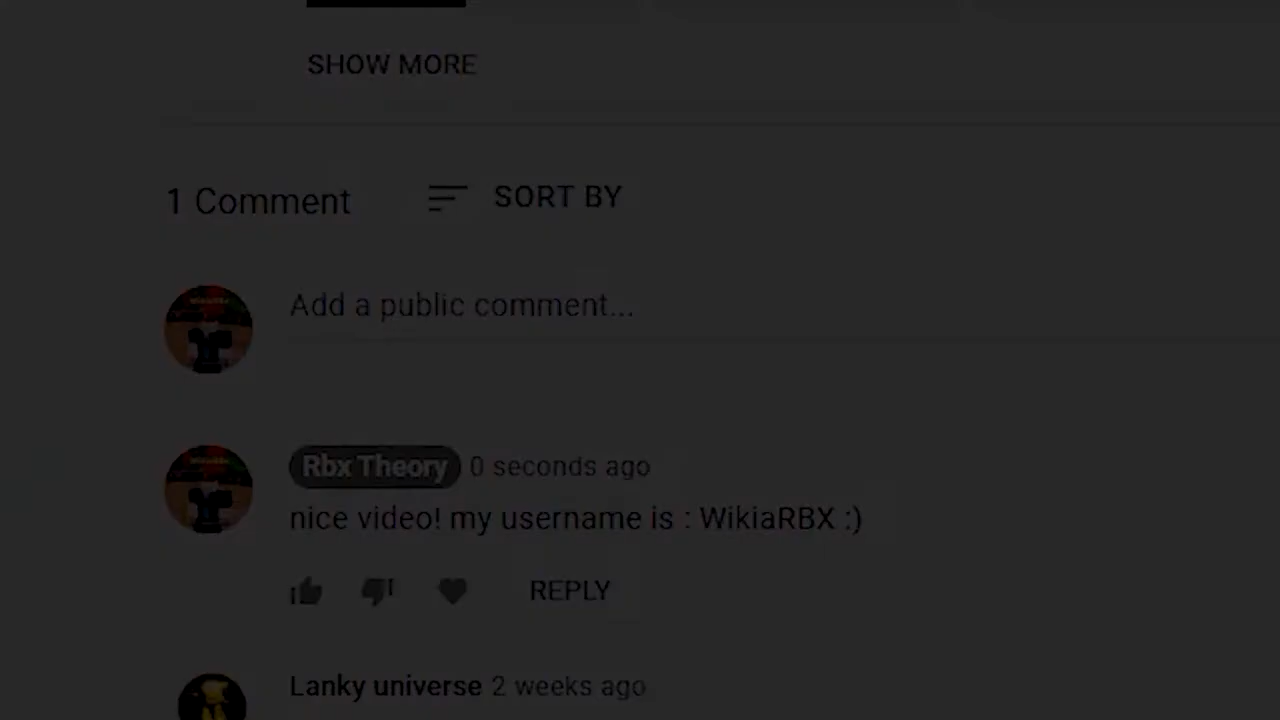 SHOW MORE
1 Comment SORT BY
Add a public comment...
Rbx Theory 0 seconds ago
nice video! my username is : WikiaRBX :)
REPLY
Lanky universe 2 weeks ago